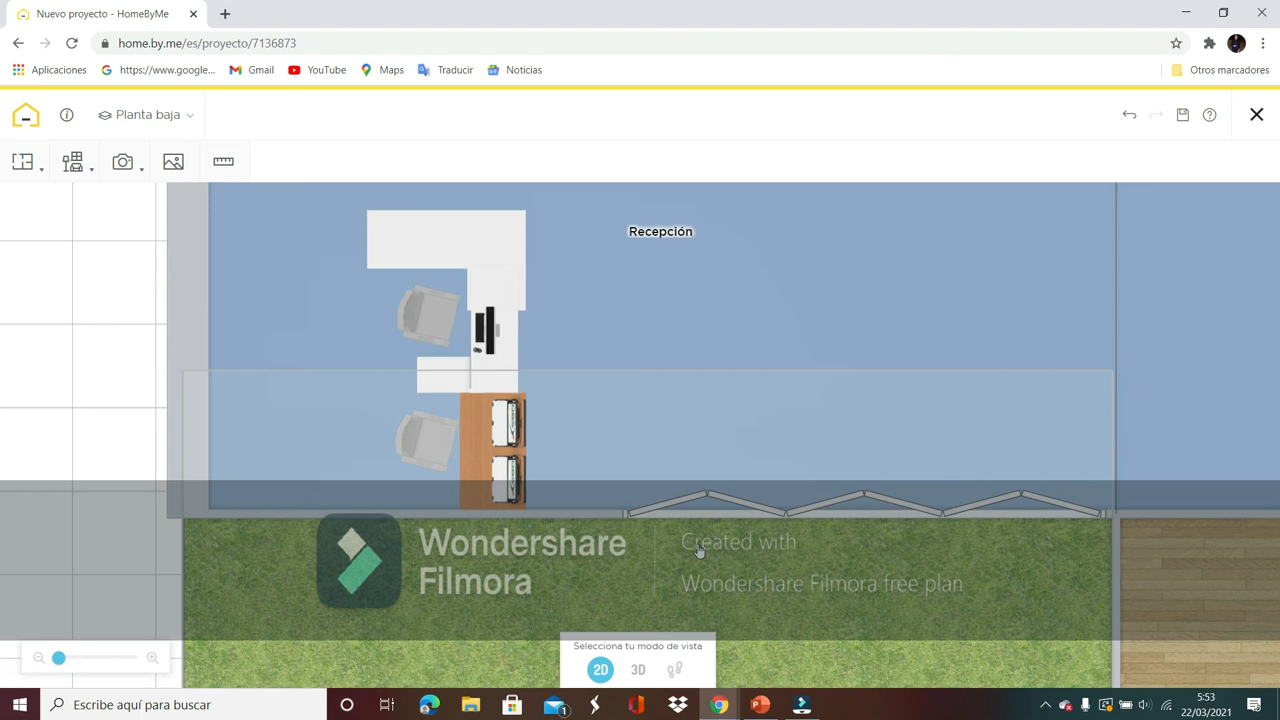 Nuevo proyecto - HomeByMe
home.by.me/es/proyecto/7136873
Aplicaciones
https://www.google...
Gmail
YouTube
Maps
Traducir
Noticias
Otros marcadores
Planta baja
Recepción
Wondershare
Filmora
Created with
Wondershare Filmora free plan
Selecciona tu modo de vista
2D
3D
Escribe aquí para buscar
1
5:53
22/03/2021